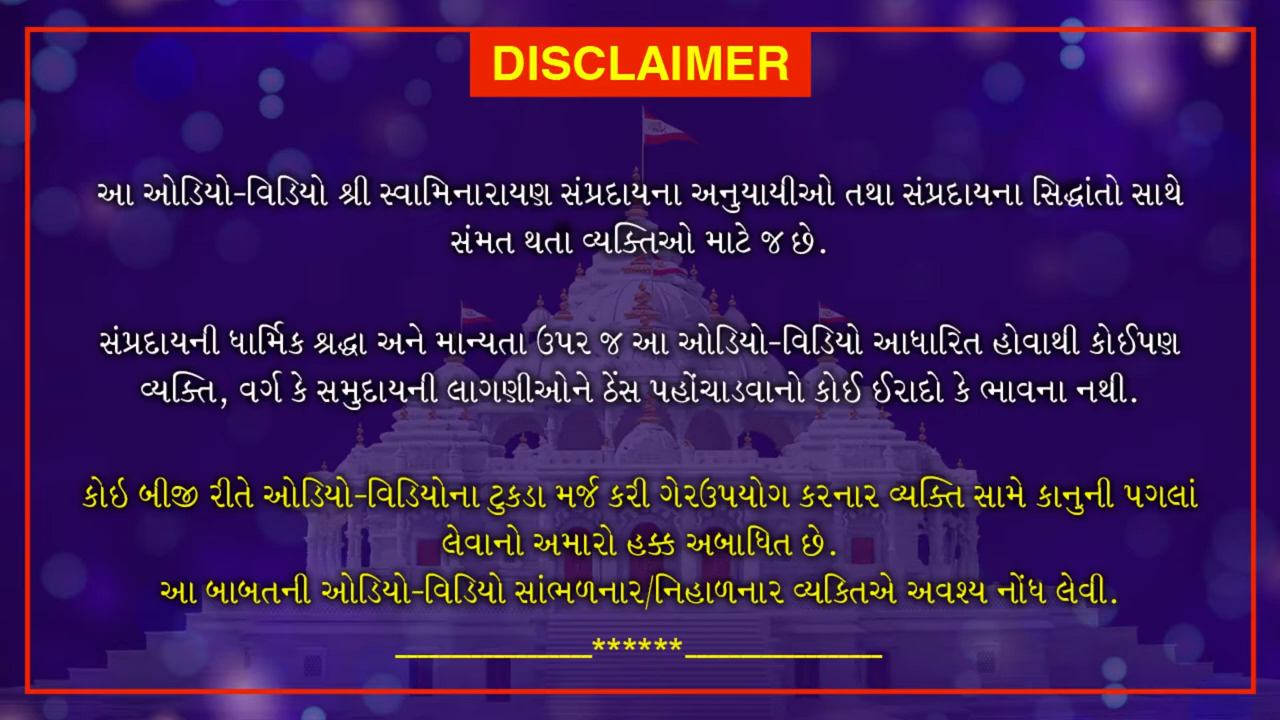 DISCLAIMER
આ ઓડિયો-વિડિયો શ્રી સ્વામિનારાયણ સંપ્રદાયના અનુયાયીઓ તથા સંપ્રદાયના સિદ્ધાંતો સાથે
સંમત થતા વ્યક્તિઓ માટે જ છે.
સંપ્રદાયની ધાર્મિક શ્રદ્ધા અને માન્યતા ઉપર જ આ ઓડિયો-વિડિયો આધારિત હોવાથી કોઈપણ
વ્યક્તિ, વર્ગ કે સમુદાયની લાગણીઓને ઠેંસ પહોંચાડવાનો કોઈ ઈરાદો કે ભાવના નથી.
કોઇ બીજી રીતે ઓડિયો-વિડિયોના ટુકડા મર્જ કરી ગેરઉપયોગ કરનાર વ્યક્તિ સામે કાનુની પગલાં
લેવાનો અમારો હક્ક અબાધિત છે.
આ બાબતની ઓડિયો-વિડિયો સાંભળનાર/નિહાળનાર વ્યકિતએ અવશ્ય નોંધ લેવી.
______________******______________